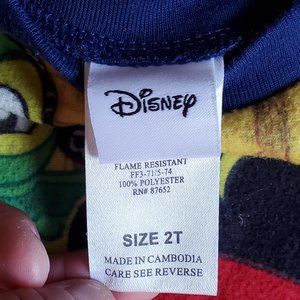 Disney
FLAME RESISTANT
FF3-71/5-74
100% POLYESTER
RN# 87652
SIZE 2T
MADE IN CAMBODIA
CARE SEE REVERSE